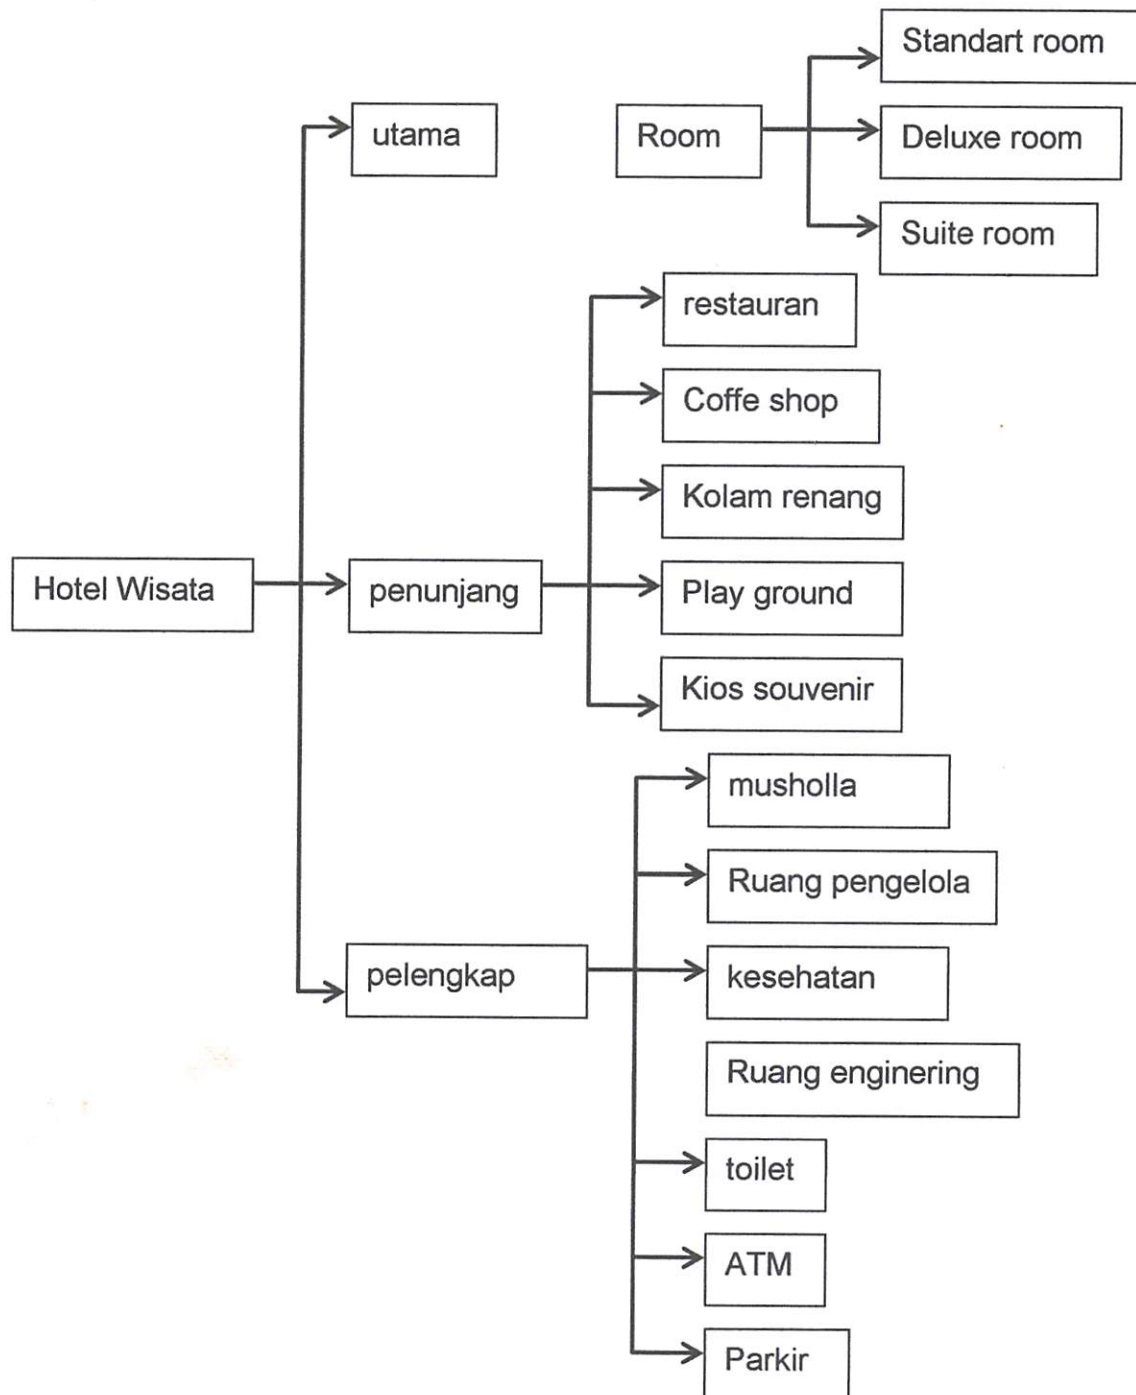 Standart room
utama
Room
Deluxe room
Suite room
restauran
Coffe shop
Kolam renang
Hotel Wisata
penunjang
Play ground
Kios souvenir
musholla
Ruang pengelola
pelengkap
kesehatan
Ruang enginering
toilet
ATM
Parkir